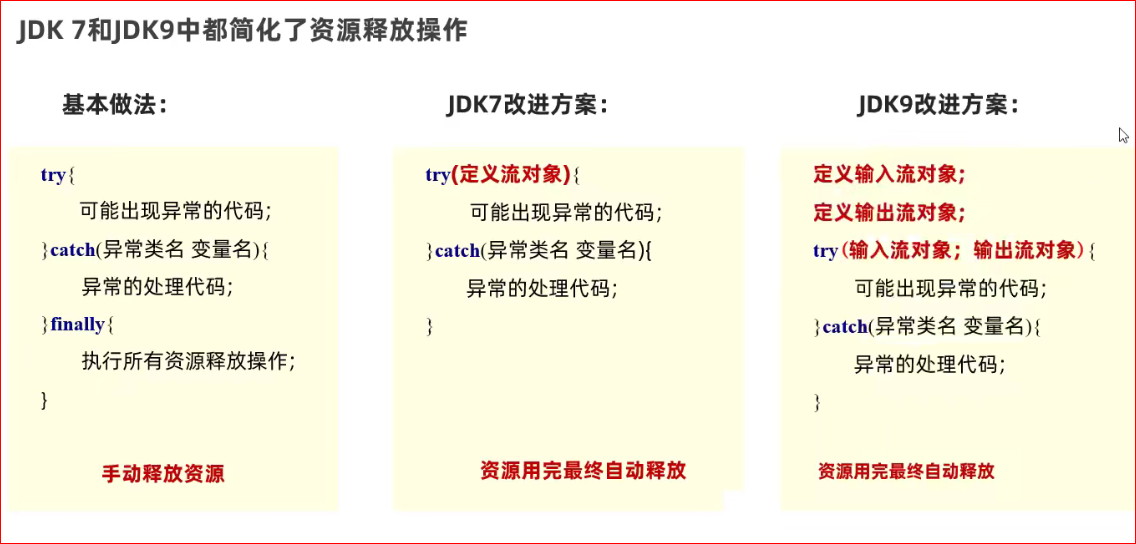 JDK 7和JDK9中都简化了资源释放操作
基本做法：
try{
可能出现异常的代码;
}catch(异常类名 变量名){
异常的处理代码;
}finally{
执行所有资源释放操作;
}
手动释放资源
JDK7改进方案：
try(定义流对象){
可能出现异常的代码;
}catch(异常类名 变量名){
异常的处理代码;
}
资源用完最终自动释放
JDK9改进方案：
定义输入流对象;
定义输出流对象;
try(输入流对象；输出流对象){
可能出现异常的代码;
}catch(异常类名 变量名){
异常的处理代码;
}
资源用完最终自动释放